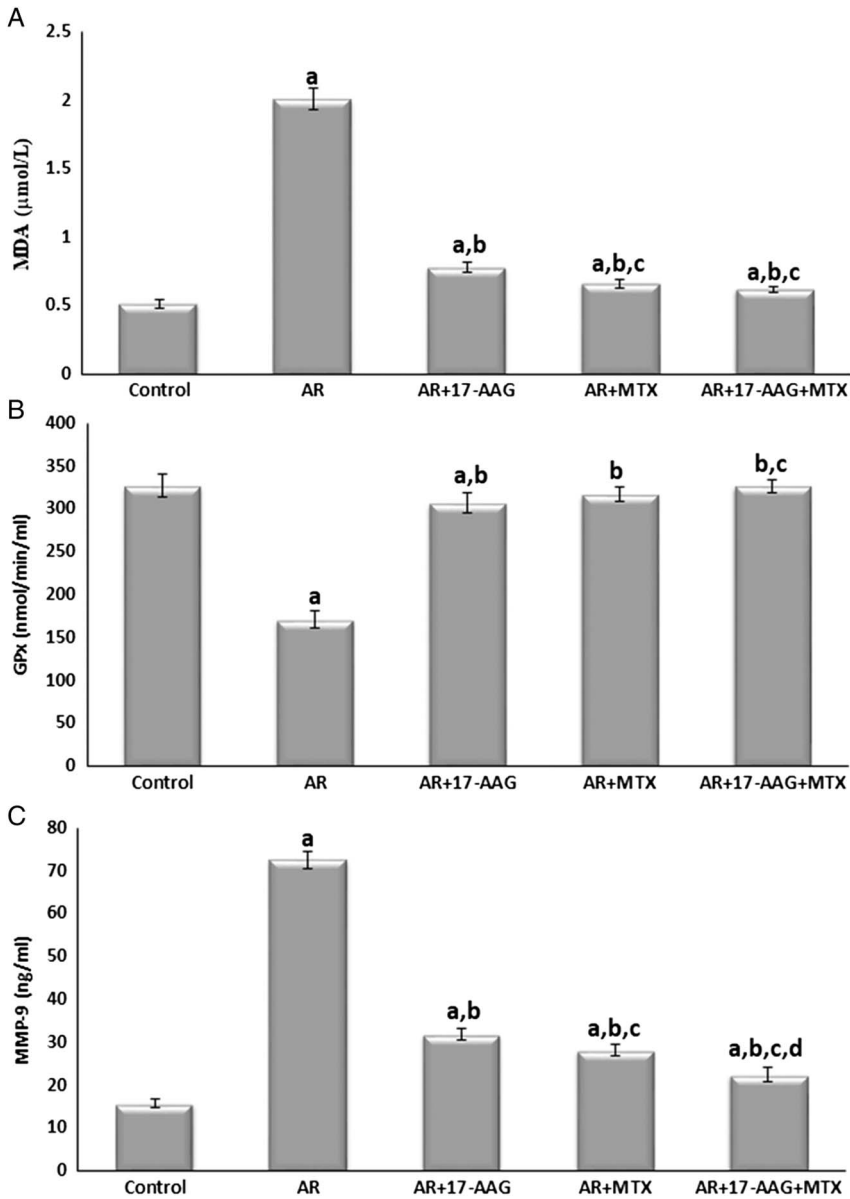 A
MDA (µmol/L)
2.5
2
1.5
1
0.5
0
a
a,b
a,b,c
a,b,c
Control AR AR+17-AAG AR+MTX AR+17-AAG+MTX
B
GPx (nmol/min/ml)
400
350
300
250
200
150
100
50
0
a
a,b
b
b,c
Control AR AR+17-AAG AR+MTX AR+17-AAG+MTX
C
MMP-9 (ng/ml)
80
70
60
50
40
30
20
10
0
a
a,b
a,b,c
a,b,c,d
Control AR AR+17-AAG AR+MTX AR+17-AAG+MTX